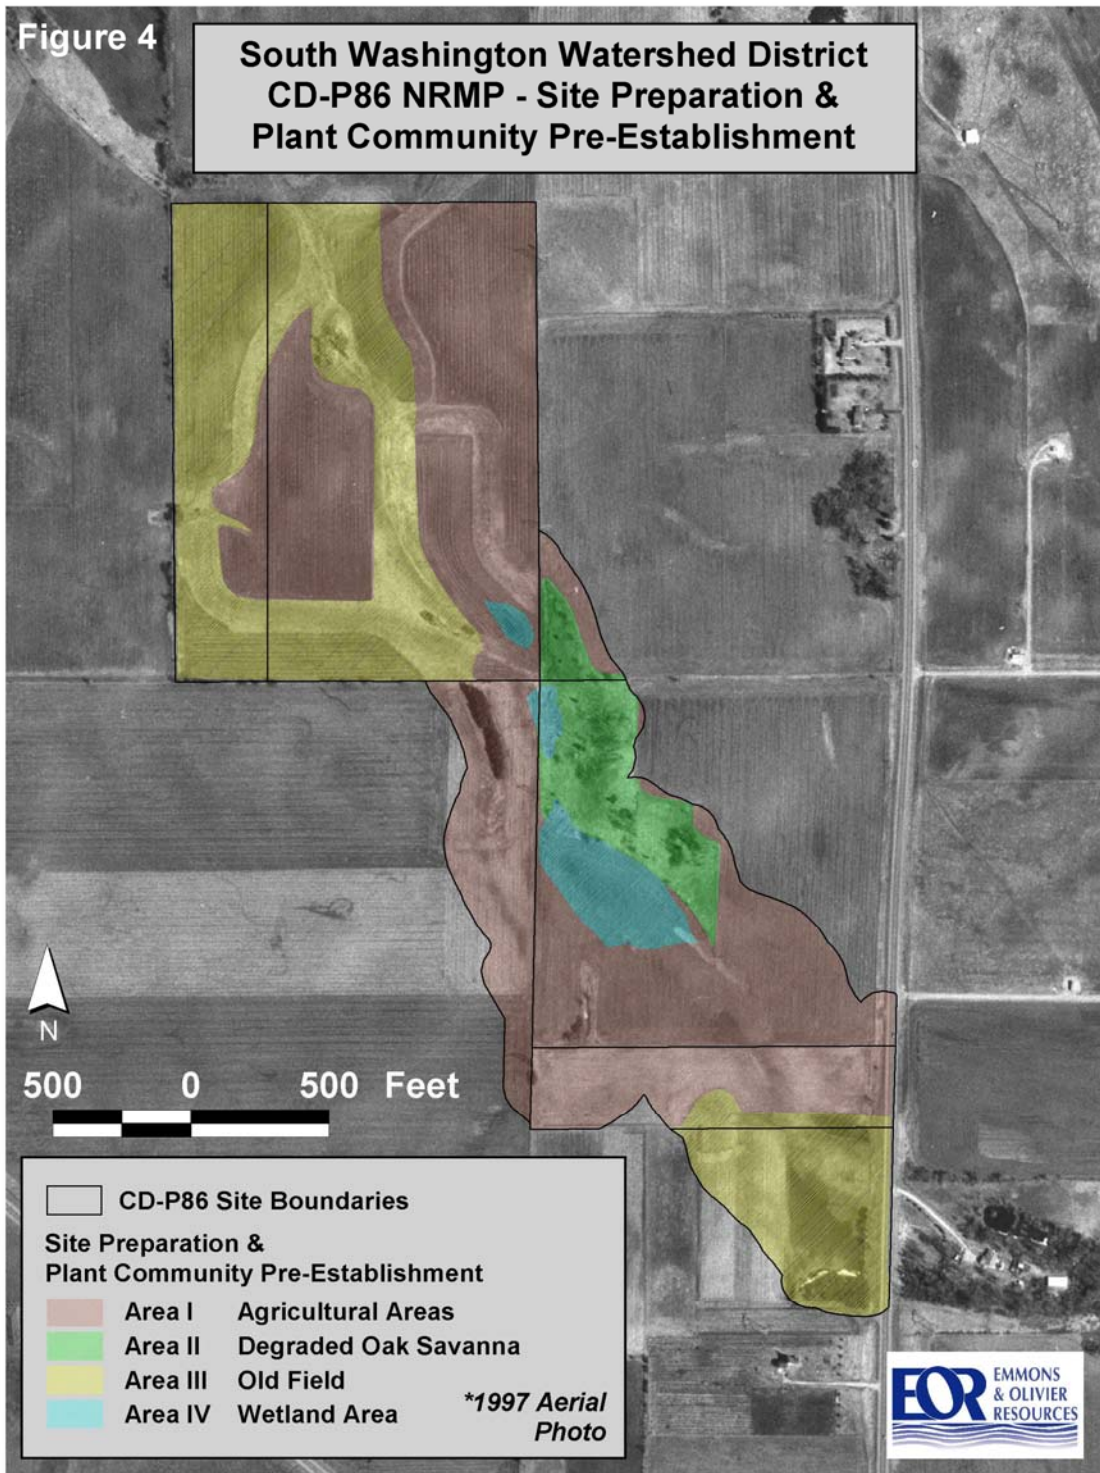 Figure 4
South Washington Watershed District
CD-P86 NRMP - Site Preparation &
Plant Community Pre-Establishment
N
500 0 500 Feet
CD-P86 Site Boundaries
Site Preparation &
Plant Community Pre-Establishment
Area I Agricultural Areas
Area II Degraded Oak Savanna
Area III Old Field
Area IV Wetland Area
*1997 Aerial
Photo
EOR
EMMONS
& OLIVIER
RESOURCES